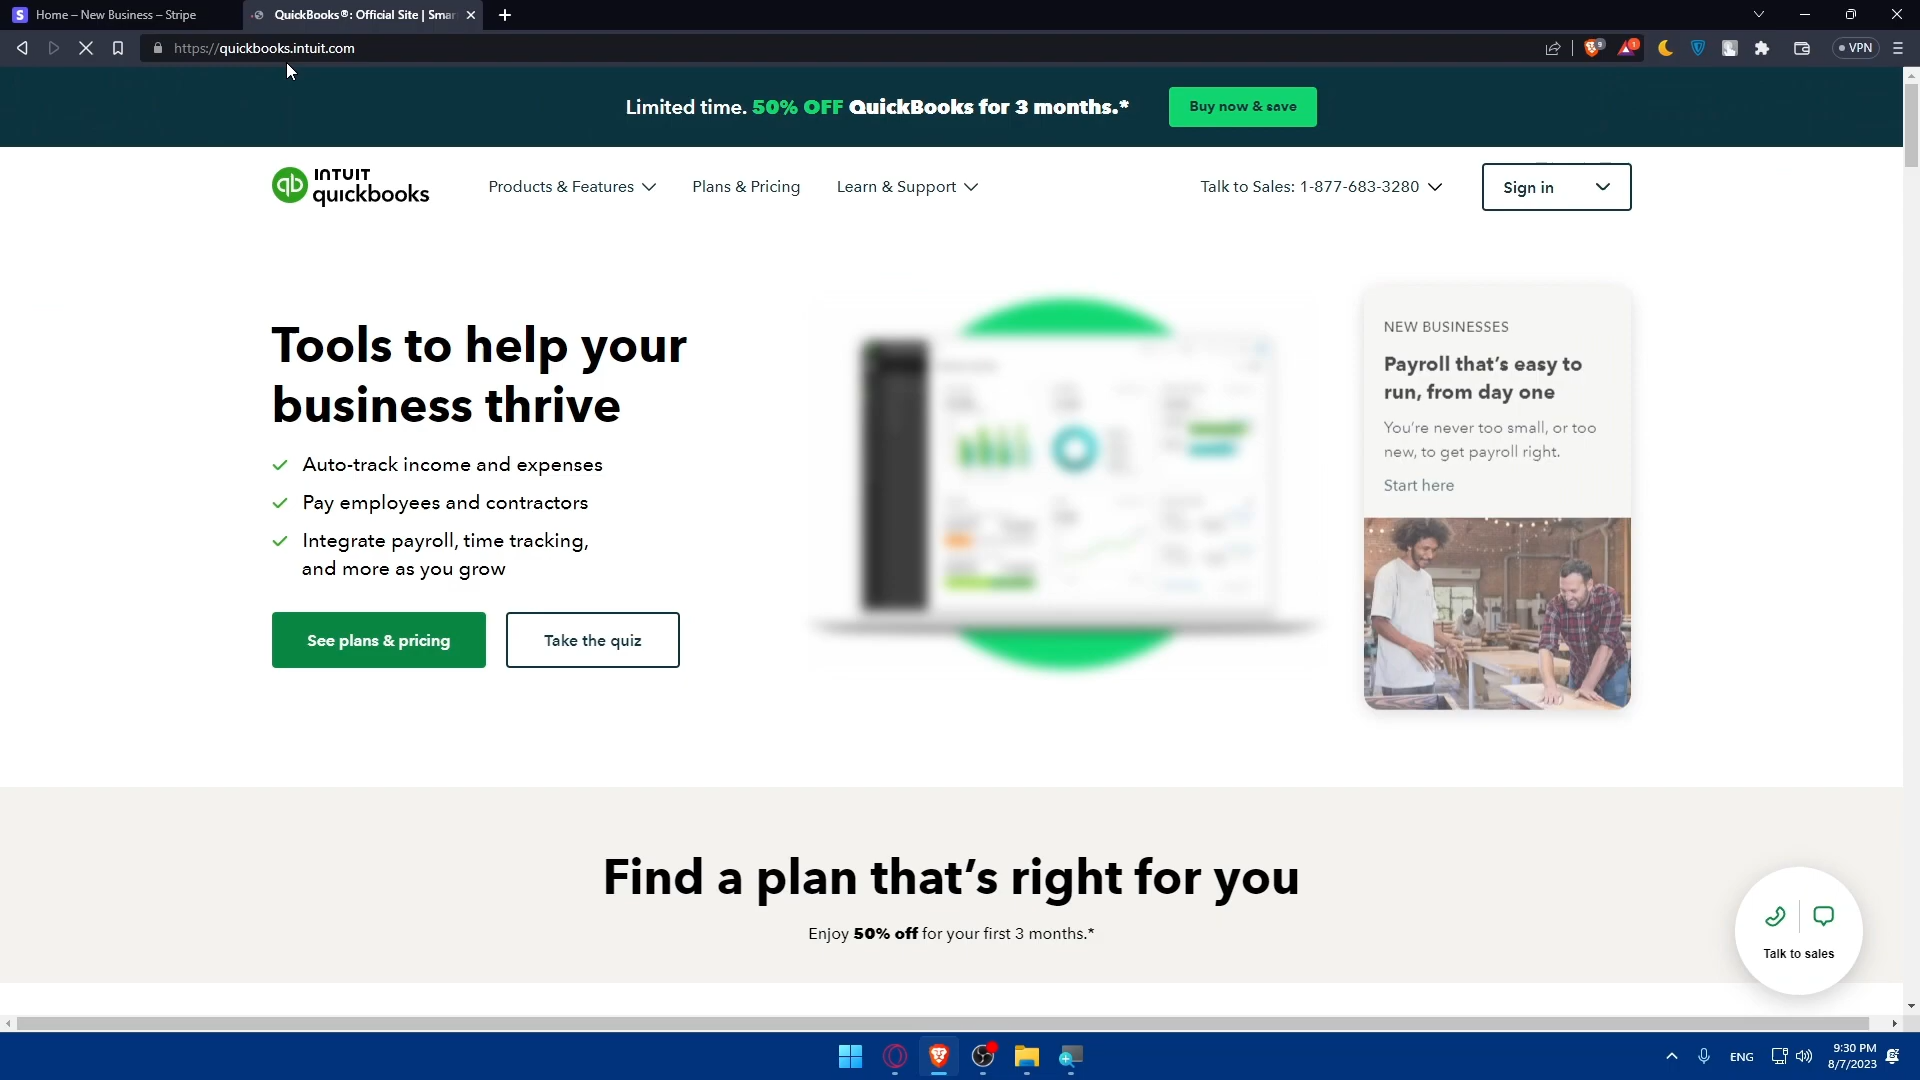 Home – New Business – Stripe
QuickBooks®: Official Site | Smar
https://quickbooks.intuit.com
VPN
Limited time. 50% OFF QuickBooks for 3 months.*
Buy now & save
INTUIT
quickbooks
Products & Features
Plans & Pricing
Learn & Support
Talk to Sales: 1-877-683-3280
Sign in
Tools to help your
business thrive
Auto-track income and expenses
Pay employees and contractors
Integrate payroll, time tracking,
and more as you grow
See plans & pricing
Take the quiz
NEW BUSINESSES
Payroll that's easy to
run, from day one
You're never too small, or too
new, to get payroll right.
Start here
Find a plan that's right for you
Enjoy 50% off for your first 3 months.*
Talk to sales
ENG
9:30 PM
8/7/2023